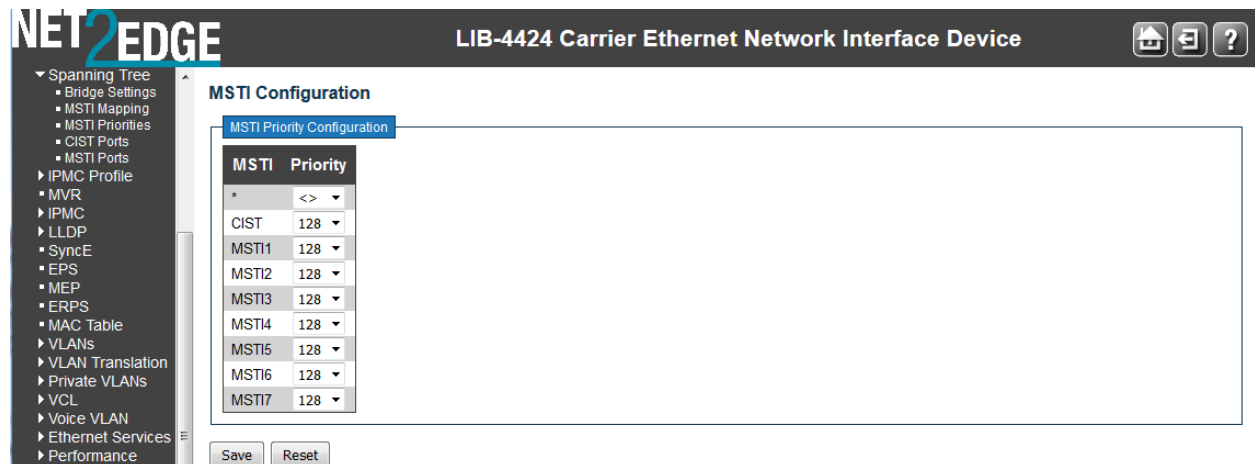 NET2EDGE
LIB-4424 Carrier Ethernet Network Interface Device
?
Spanning Tree
Bridge Settings
MSTI Mapping
MSTI Priorities
CIST Ports
MSTI Ports
IPMC Profile
MVR
IPMC
LLDP
SyncE
EPS
MEP
ERPS
MAC Table
VLANs
VLAN Translation
Private VLANs
VCL
Voice VLAN
Ethernet Services
Performance
MSTI Configuration
MSTI Priority Configuration
MSTI Priority
* <>
CIST 128
MSTI1 128
MSTI2 128
MSTI3 128
MSTI4 128
MSTI5 128
MSTI6 128
MSTI7 128
Save Reset